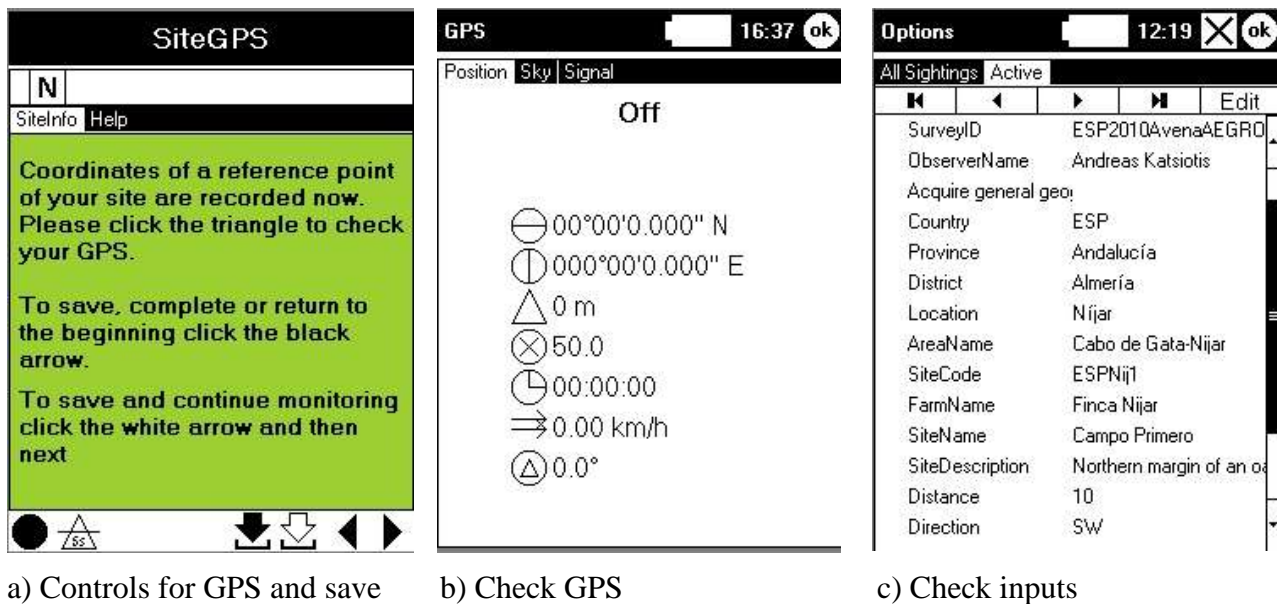 SiteGPS
N
SiteInfo Help
Coordinates of a reference point
of your site are recorded now.
Please click the triangle to check
your GPS.
To save, complete or return to
the beginning click the black
arrow.
To save and continue monitoring
click the white arrow and then
next
5s
a) Controls for GPS and save
GPS 16:37 ok
Position Sky Signal
Off
00°00'0.000" N
000°00'0.000" E
0 m
50.0
00:00:00
0.00 km/h
0.0°
b) Check GPS
Options 12:19 ok
All Sightings Active
Edit
SurveyID ESP2010AvenaAEGRO
ObserverName Andreas Katsiotis
Acquire general geo
Country ESP
Province Andalucía
District Almería
Location Níjar
AreaName Cabo de Gata-Nijar
SiteCode ESPNij1
FarmName Finca Nijar
SiteName Campo Primero
SiteDescription Northern margin of an oa
Distance 10
Direction SW
c) Check inputs